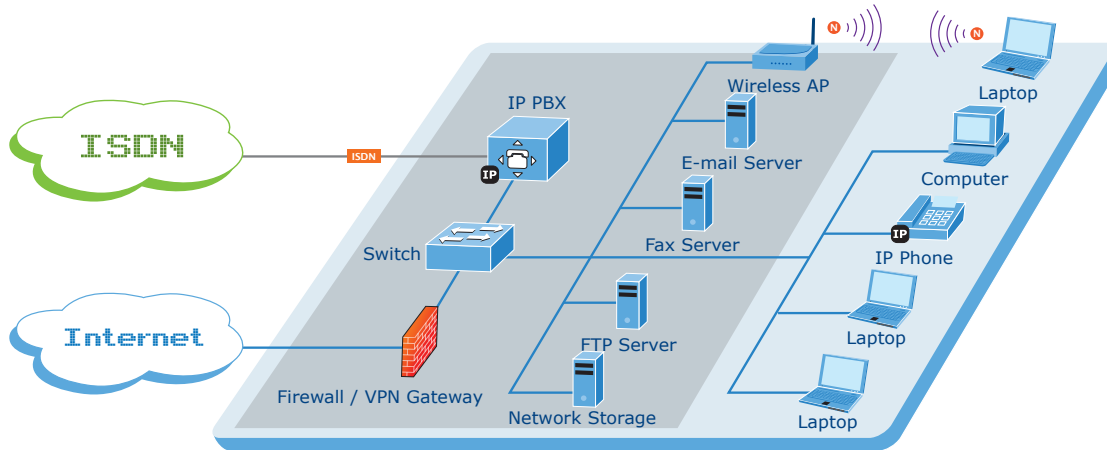 N
N
Wireless AP
Laptop
IP PBX
ISDN
ISDN
IP
E-mail Server
Computer
Switch
Fax Server
IP
IP Phone
Internet
FTP Server
Laptop
Firewall / VPN Gateway
Network Storage
Laptop